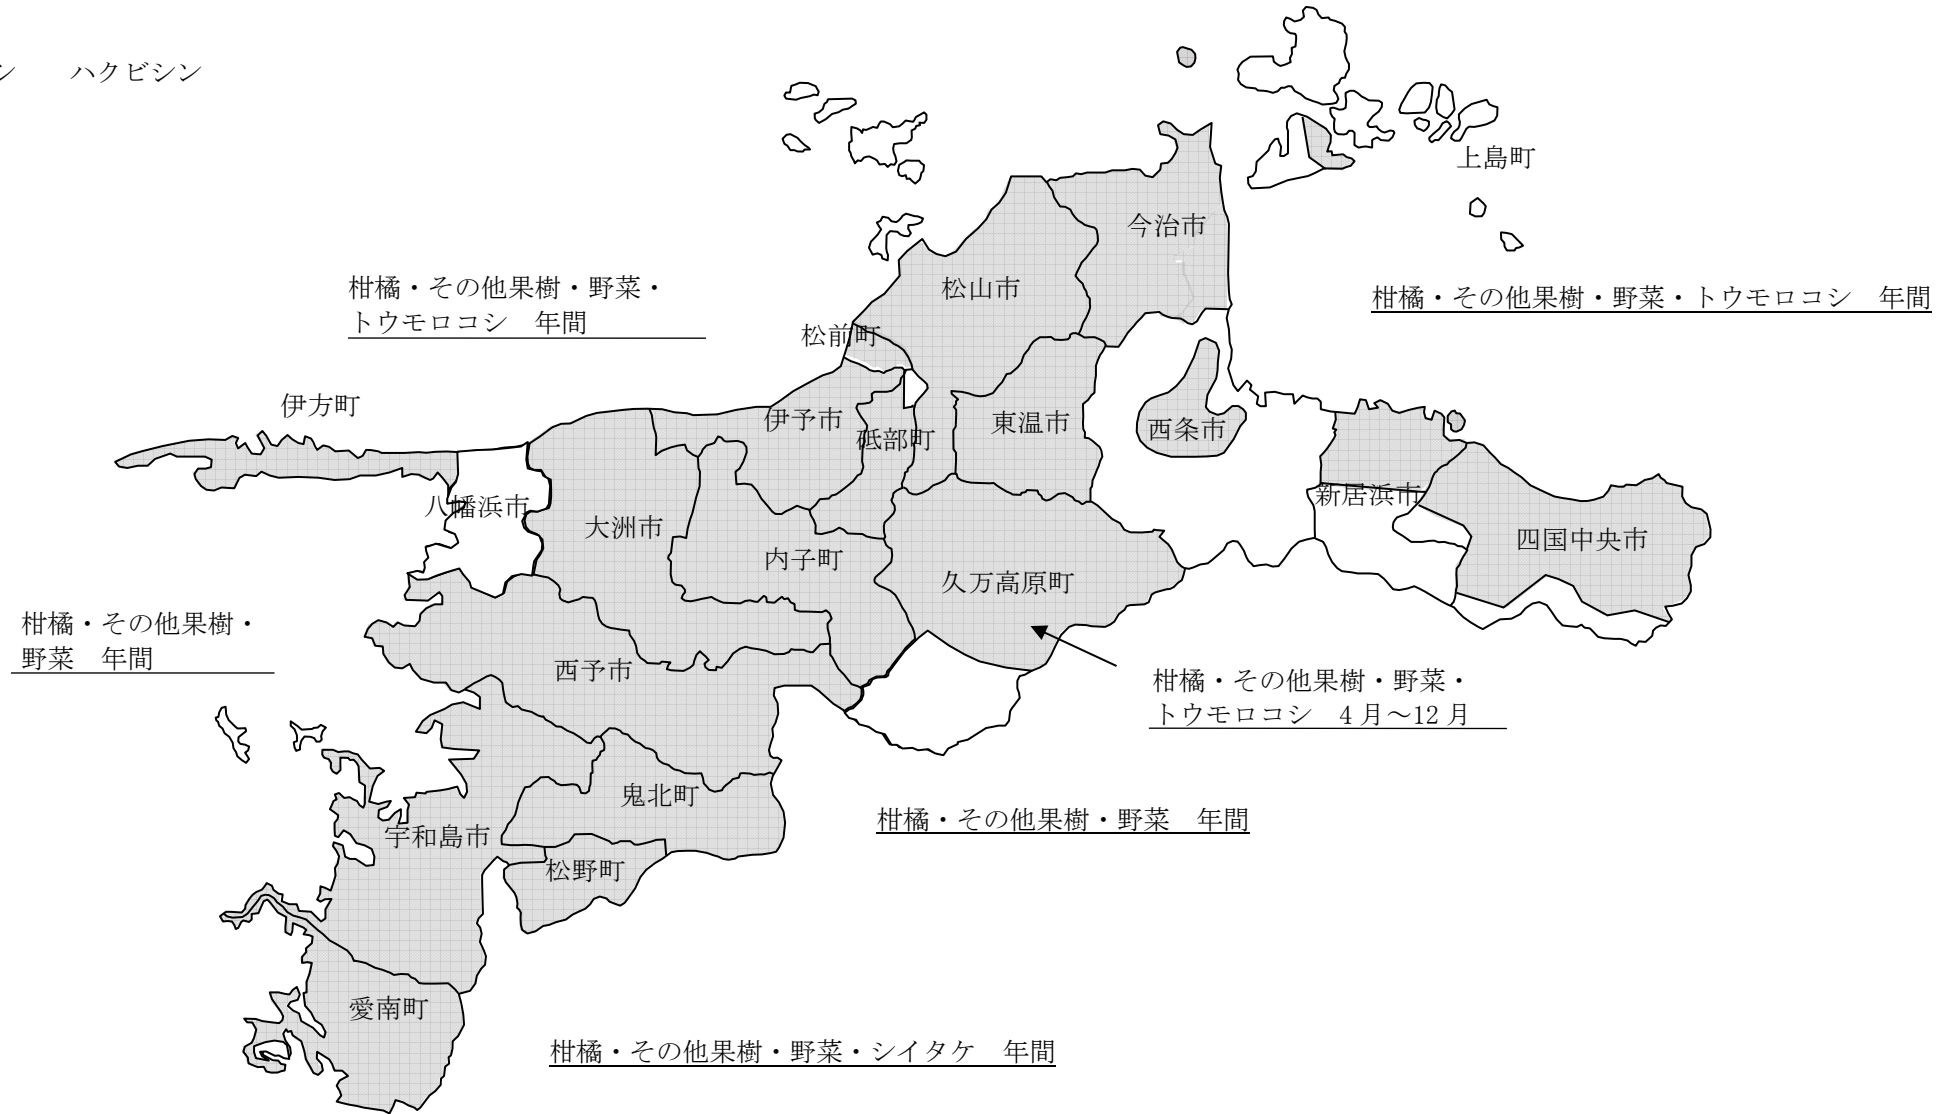 ン　ハクビシン
上島町
今治市
柑橘・その他果樹・野菜・
トウモロコシ　年間
松山市
柑橘・その他果樹・野菜・トウモロコシ　年間
松前町
伊方町
伊予市
砥部町
東温市
西条市
八幡浜市
新居浜市
大洲市
四国中央市
内子町
久万高原町
柑橘・その他果樹・
野菜　年間
西予市
柑橘・その他果樹・野菜・
トウモロコシ　4月～12月
鬼北町
柑橘・その他果樹・野菜　年間
宇和島市
松野町
愛南町
柑橘・その他果樹・野菜・シイタケ　年間